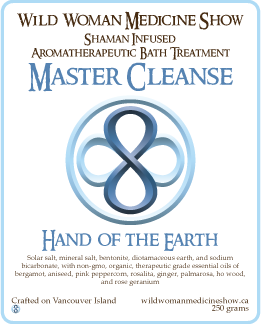 Wild Woman Medicine Show
Shaman Infused
Aromatherapeutic Bath Treatment
Master Cleanse
Hand of the Earth
Solar salt, mineral salt, bentonite, diotamaceous earth, and sodium
bicarbonate, with non-gmo, organic, therapeutic grade essential oils of
bergamot, aniseed, pink peppercorn, rosalita, ginger, palmarosa, ho wood,
and rose geranium
Crafted on Vancouver Island
wildwomanmedicineshow.ca
250 grams